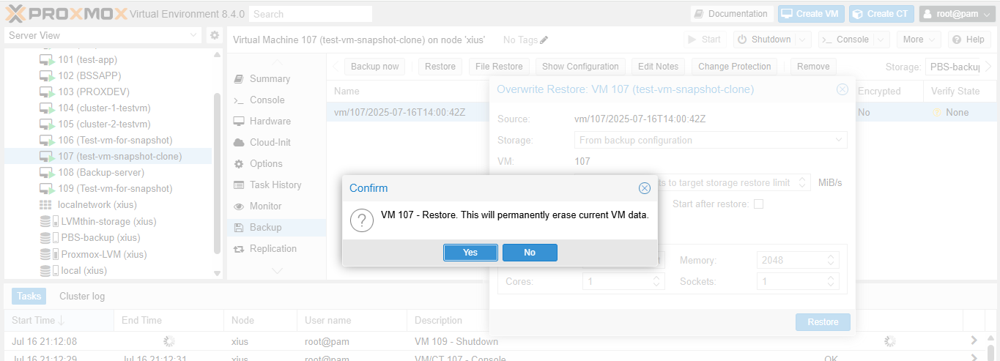 PROXMOX Virtual Environment 8.4.0 Search Documentation Create VM Create CT root@pam
Server View
Virtual Machine 107 (test-vm-snapshot-clone) on node 'xius' No Tags Start Shutdown Console More Help
101 (test-app)
102 (BSSAPP)
103 (PROXDEV)
104 (cluster-1-testvm)
105 (cluster-2-testvm)
106 (Test-vm-for-snapshot)
107 (test-vm-snapshot-clone)
108 (Backup-server)
109 (Test-vm-for-snapshot)
localnetwork (xius)
LVMthin-storage (xius)
PBS-backup (xius)
Proxmox-LVM (xius)
local (xius)
Summary
Console
Hardware
Cloud-Init
Options
Task History
Monitor
Backup
Replication
Backup now Restore File Restore Show Configuration Edit Notes Change Protection Remove Storage: PBS-backup
Name Encrypted Verify State
vm/107/2025-07-16T14:00:42Z No None
Overwrite Restore: VM 107 (test-vm-snapshot-clone)
Source: vm/107/2025-07-16T14:00:42Z
Storage: From backup configuration
VM: 107
to target storage restore limit MiB/s
Start after restore:
Memory: 2048
Cores: 1 Sockets: 1
Restore
Confirm
VM 107 - Restore. This will permanently erase current VM data.
Yes No
Tasks Cluster log
Start Time End Time Node User name Description
Jul 16 21:12:08 xius root@pam VM 109 - Shutdown
Jul 16 21:12:29 Jul 16 21:12:31 xius root@pam VM/CT 107 - Console OK